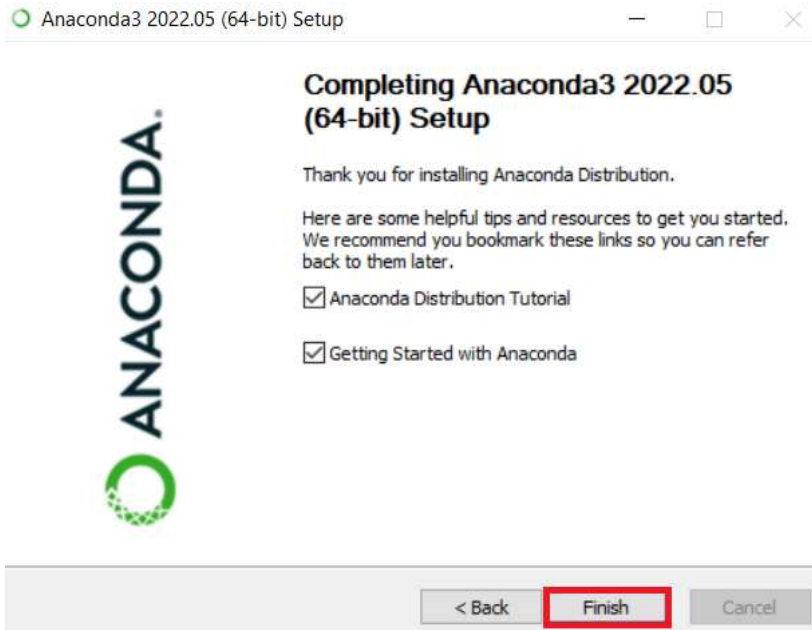 Anaconda3 2022.05 (64-bit) Setup
Completing Anaconda3 2022.05
(64-bit) Setup
Thank you for installing Anaconda Distribution.
Here are some helpful tips and resources to get you started.
We recommend you bookmark these links so you can refer
back to them later.
Anaconda Distribution Tutorial
Getting Started with Anaconda
ANACONDA.
< Back
Finish
Cancel